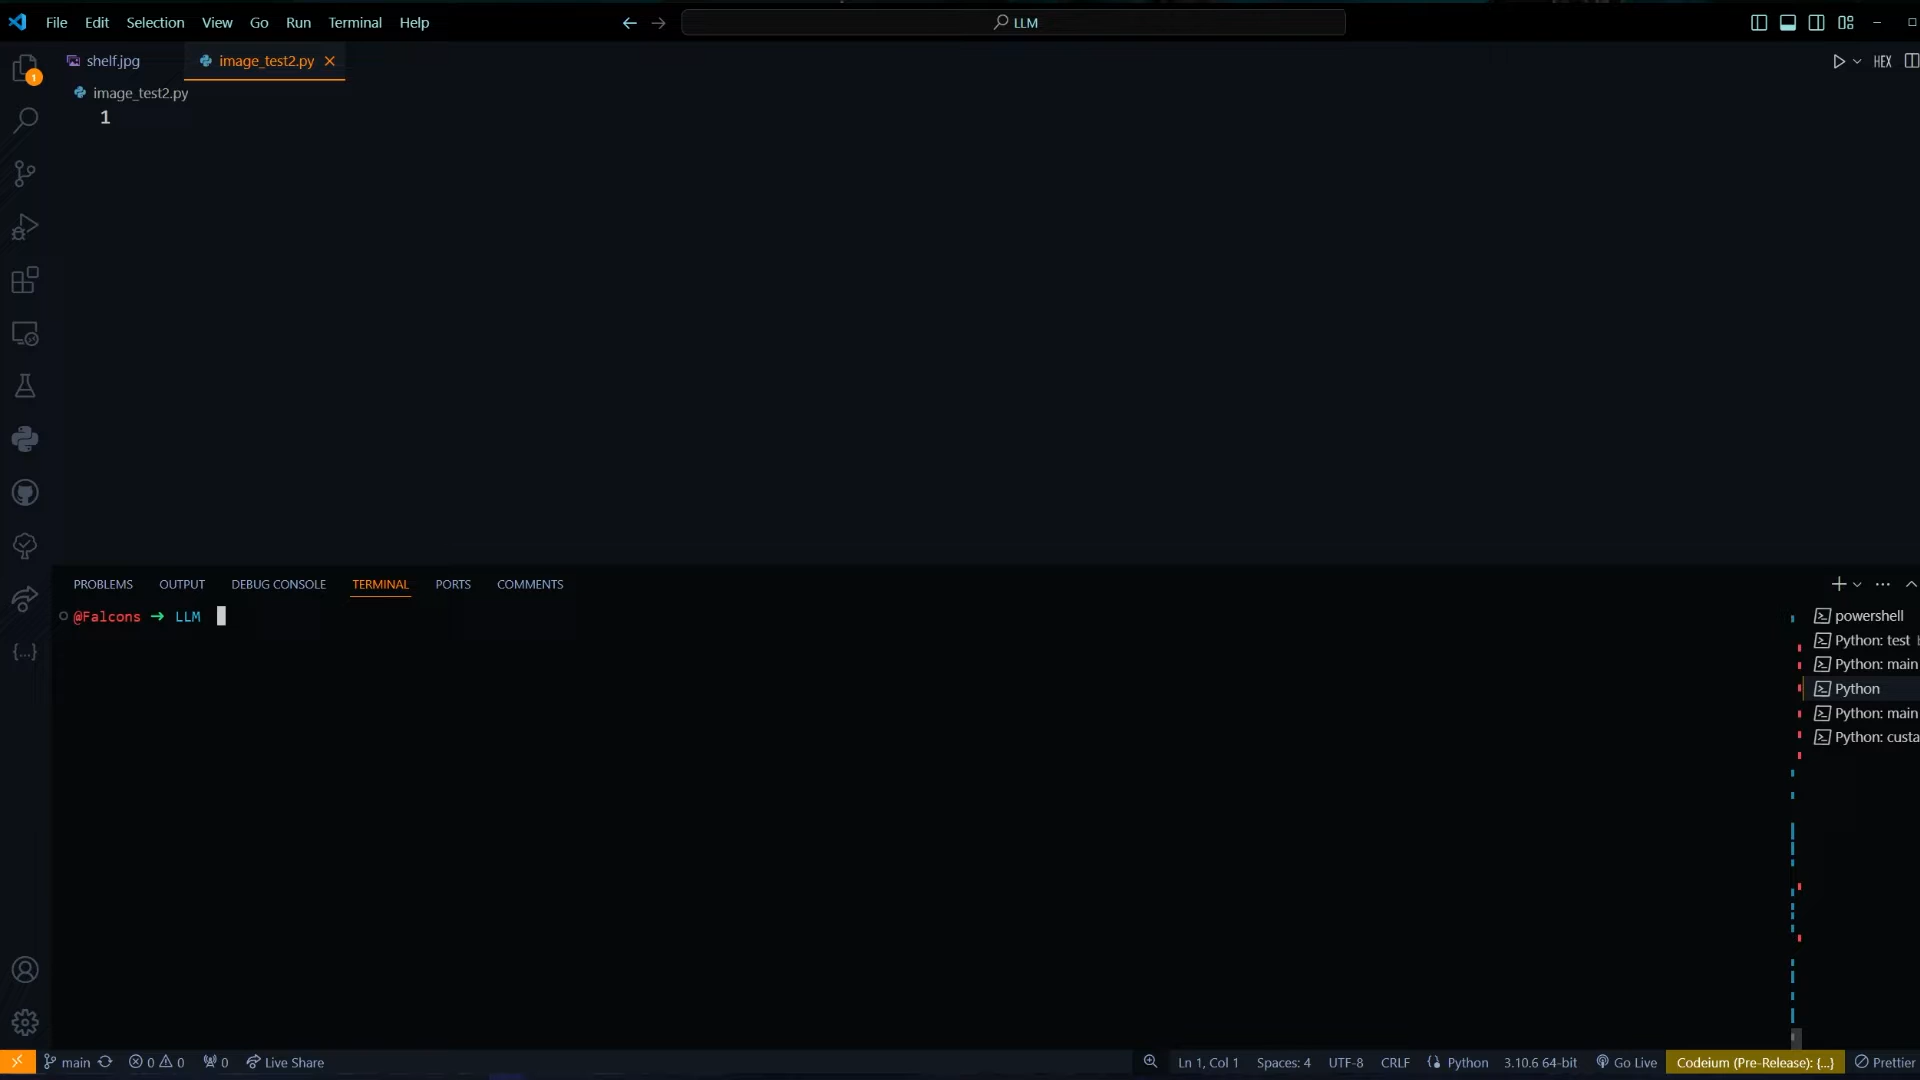 File Edit Selection View Go Run Terminal Help
LLM
shelf.jpg image_test2.py
HEX
image_test2.py
1
PROBLEMS OUTPUT DEBUG CONSOLE TERMINAL PORTS COMMENTS
@Falcons → LLM
powershell
Python: test
Python: main
Python
Python: main
Python: custa
{...}
1
main 0 0 0 Live Share
Ln 1, Col 1 Spaces: 4 UTF-8 CRLF Python 3.10.6 64-bit Go Live Codeium (Pre-Release): {...} Prettier